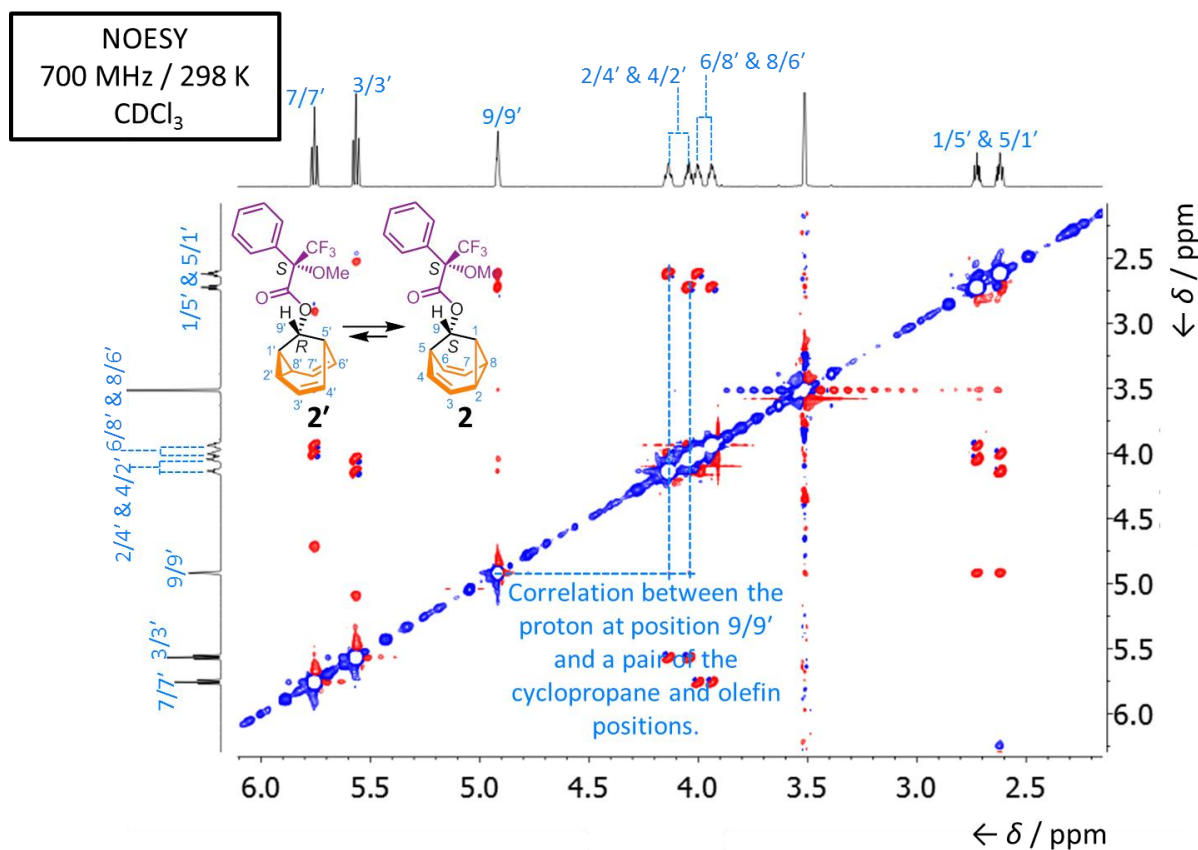 NOESY
700 MHz / 298 K
CDCl3
7/7′
3/3′
9/9′
2/4′ & 4/2′
6/8′ & 8/6′
1/5′ & 5/1′
1/5′ & 5/1′
2/4′ & 4/2′ 6/8′ & 8/6′
9/9′
3/3′
7/7′
CF3
S
OMe
O
O
H
9′
R
5′
1′
8′
7′
6′
2′
4′
3′
2′
CF3
S
OM
O
O
H
9
S
1
5
6
7
8
4
2
3
2
Correlation between the
proton at position 9/9′
and a pair of the
cyclopropane and olefin
positions.
2.5
3.0
3.5
4.0
4.5
5.0
5.5
6.0
← δ / ppm
6.0
5.5
5.0
4.5
4.0
3.5
3.0
2.5
← δ / ppm